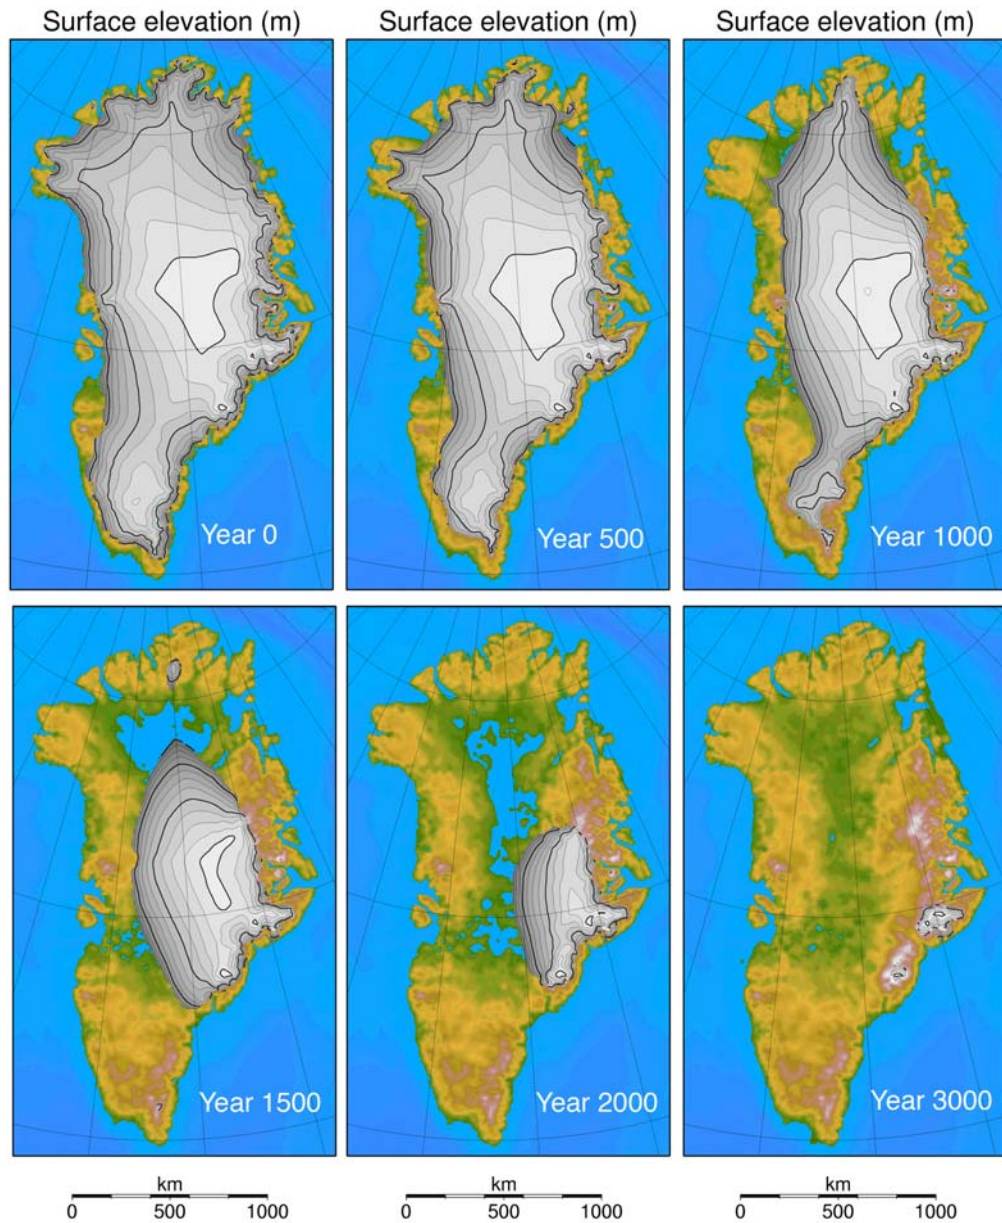 Surface elevation (m)
Surface elevation (m)
Surface elevation (m)
Year 0
Year 500
Year 1000
Year 1500
Year 2000
Year 3000
km
km
km
0 500 1000
0 500 1000
0 500 1000